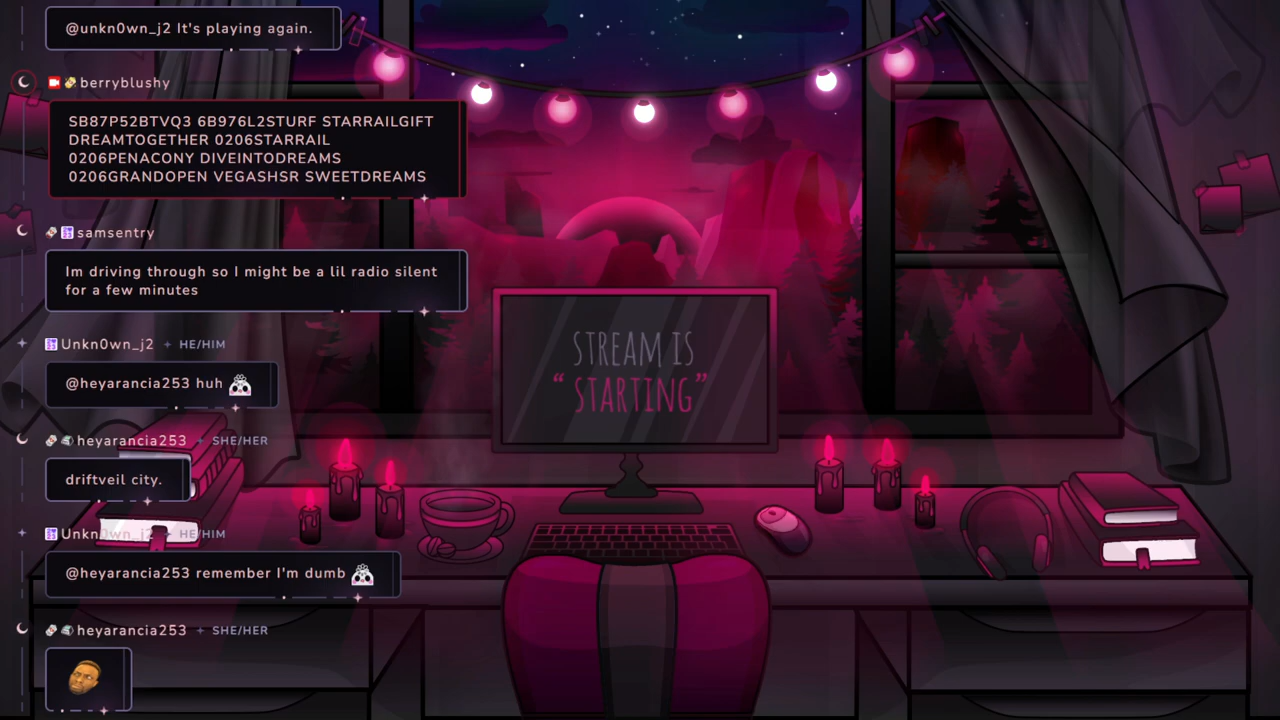 @unkn0wn_j2 It's playing again.
berryblushy
SB87P52BTVQ3 6B976L2STURF STARRAILGIFT
DREAMTOGETHER 0206STARRAIL
0206PENACONY DIVEINTODREAMS
0206GRANDOPEN VEGASHSR SWEETDREAMS
samsentry
Im driving through so I might be a lil radio silent
for a few minutes
Unkn0wn_j2 HE/HIM
@heyarancia253 huh
heyarancia253 SHE/HER
driftveil city.
Unkn0wn_j2 HE/HIM
@heyarancia253 remember I'm dumb
heyarancia253 SHE/HER
STREAM IS
“ STARTING”